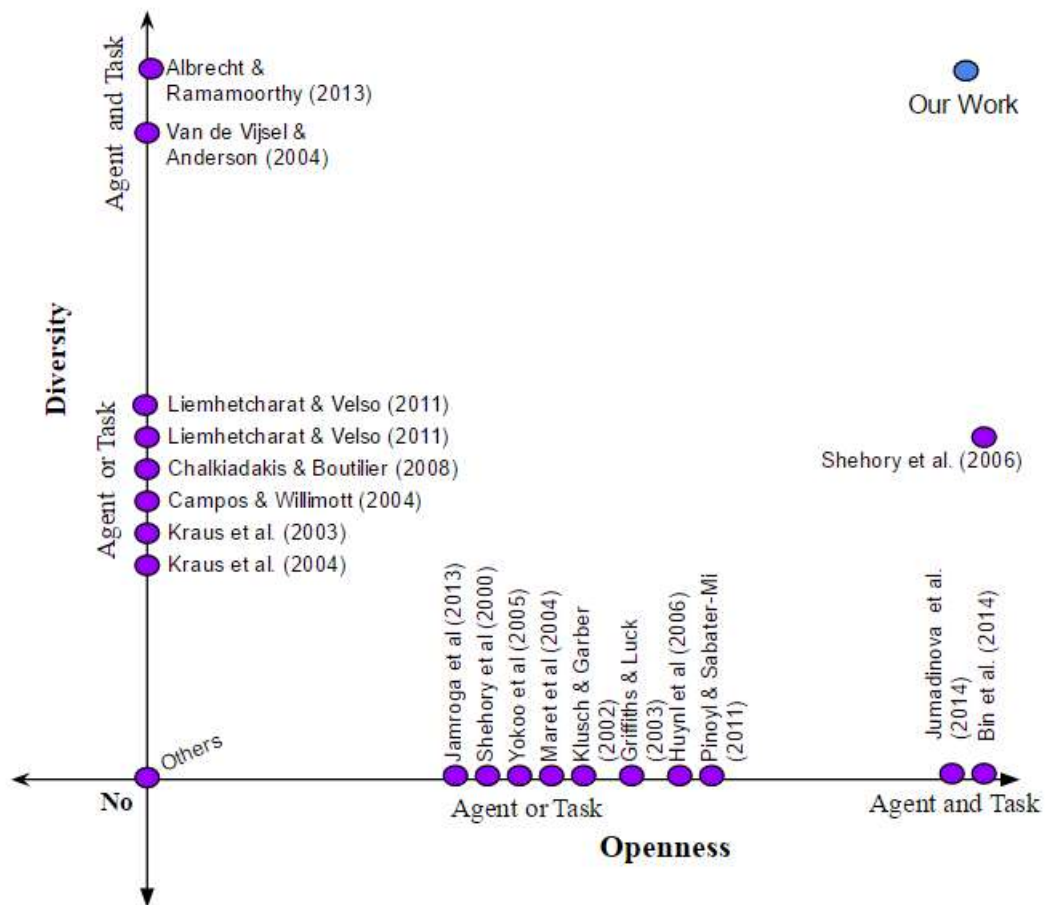 Agent and Task
Albrecht &
Ramamoorthy (2013)
Van de Vijsel &
Anderson (2004)
Our Work
Diversity
Agent or Task
Liemhetcharat & Velso (2011)
Liemhetcharat & Velso (2011)
Chalkiadakis & Boutilier (2008)
Campos & Willimott (2004)
Kraus et al. (2003)
Kraus et al. (2004)
Shehory et al. (2006)
Jamroga et al (2013)
Shehory et al (2000)
Yokoo et al (2005)
Maret et al (2004)
Klusch & Garber
(2002)
Griffiths & Luck
(2003)
Huynl et al (2006)
Pinoyl & Sabater-Mi
(2011)
Jumadinova et al.
(2014)
Bin et al. (2014)
Others
No
Agent or Task
Agent and Task
Openness